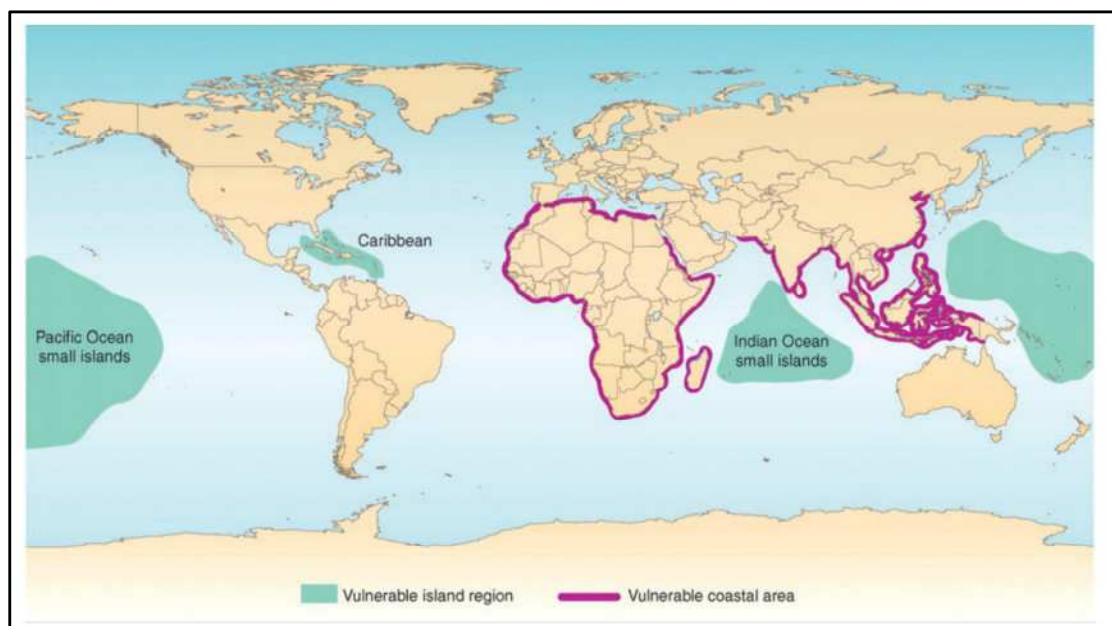 Caribbean
Pacific Ocean
small islands
Indian Ocean
small islands
Vulnerable island region
Vulnerable coastal area